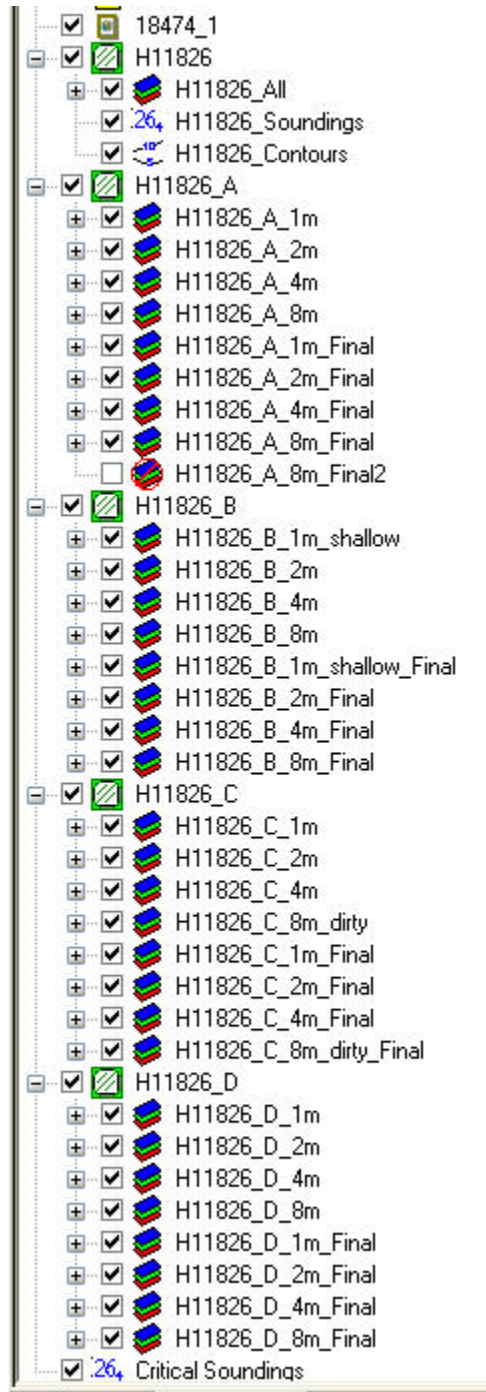 18474_1
H11826
H11826_All
H11826_Soundings
H11826_Contours
H11826_A
H11826_A_1m
H11826_A_2m
H11826_A_4m
H11826_A_8m
H11826_A_1m_Final
H11826_A_2m_Final
H11826_A_4m_Final
H11826_A_8m_Final
H11826_A_8m_Final2
H11826_B
H11826_B_1m_shallow
H11826_B_2m
H11826_B_4m
H11826_B_8m
H11826_B_1m_shallow_Final
H11826_B_2m_Final
H11826_B_4m_Final
H11826_B_8m_Final
H11826_C
H11826_C_1m
H11826_C_2m
H11826_C_4m
H11826_C_8m_dirty
H11826_C_1m_Final
H11826_C_2m_Final
H11826_C_4m_Final
H11826_C_8m_dirty_Final
H11826_D
H11826_D_1m
H11826_D_2m
H11826_D_4m
H11826_D_8m
H11826_D_1m_Final
H11826_D_2m_Final
H11826_D_4m_Final
H11826_D_8m_Final
Critical Soundings